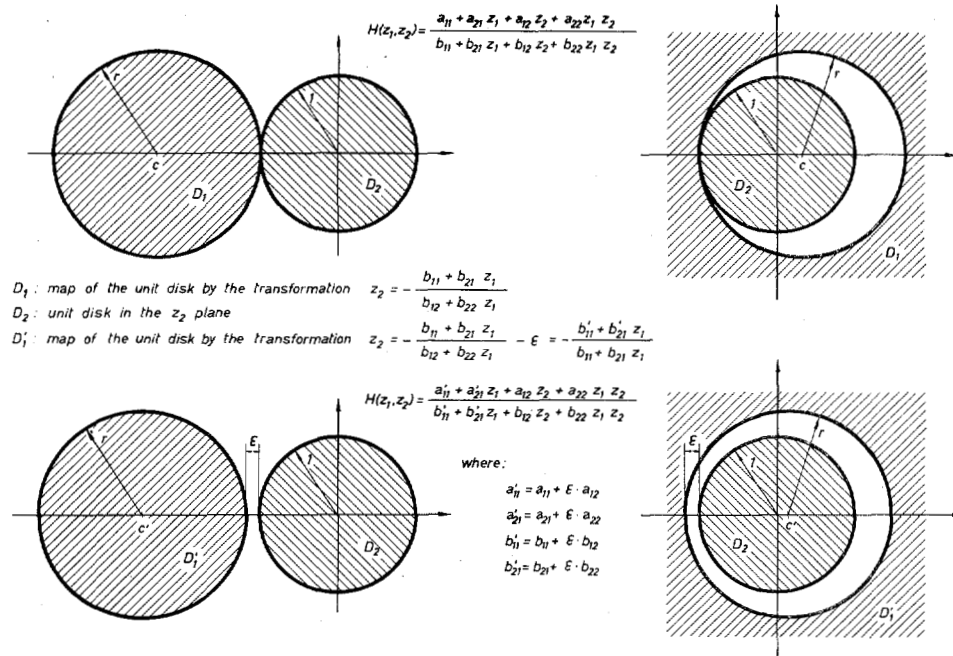 H(z₁,z₂) = (a₁₁ + a₂₁ z₁ + a₁₂ z₂ + a₂₂ z₁ z₂) / (b₁₁ + b₂₁ z₁ + b₁₂ z₂ + b₂₂ z₁ z₂)
r
1
c
D₁
D₂
1
r
c
D₂
D₁
D₁ : map of the unit disk by the transformation z₂ = - (b₁₁ + b₂₁ z₁) / (b₁₂ + b₂₂ z₁)
D₂ : unit disk in the z₂ plane
D₁' : map of the unit disk by the transformation z₂ = - (b₁₁ + b₂₁ z₁) / (b₁₂ + b₂₂ z₁) - ε = - (b₁₁' + b₂₁' z₁) / (b₁₁ + b₂₁ z₁)
H(z₁,z₂) = (a₁₁' + a₂₁' z₁ + a₁₂ z₂ + a₂₂ z₁ z₂) / (b₁₁' + b₂₁' z₁ + b₁₂ z₂ + b₂₂ z₁ z₂)
r
ε
1
c'
D₁'
D₂
where:
a₁₁' = a₁₁ + ε · a₁₂
a₂₁' = a₂₁ + ε · a₂₂
b₁₁' = b₁₁ + ε · b₁₂
b₂₁' = b₂₁ + ε · b₂₂
ε
1
r
c'
D₂
D₁'